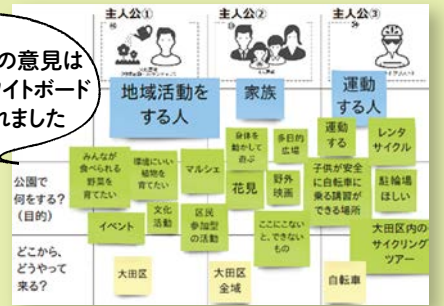 の意見は
イトボード
れました
主人公①
主人公②
主人公③
地域活動を
する人
家族
運動
する人
公園で
何をする?
(目的)
みんなが
食べられる
野菜を
育てたい
環境にいい
植物を
育てたい
マルシェ
イベント
文化
活動
区民
参加型
の活動
身体を
動かして
遊ぶ
多目的
広場
花見
野外
映画
ここにこない
と、できない
もの
運動
する
レンタ
サイクル
子供が安全
に自転車に
乗る講習が
できる場所
駐輪場
ほしい
大田区内の
サイクリング
ツアー
どこから、
どうやって
来る?
大田区
大田区
全域
自転車